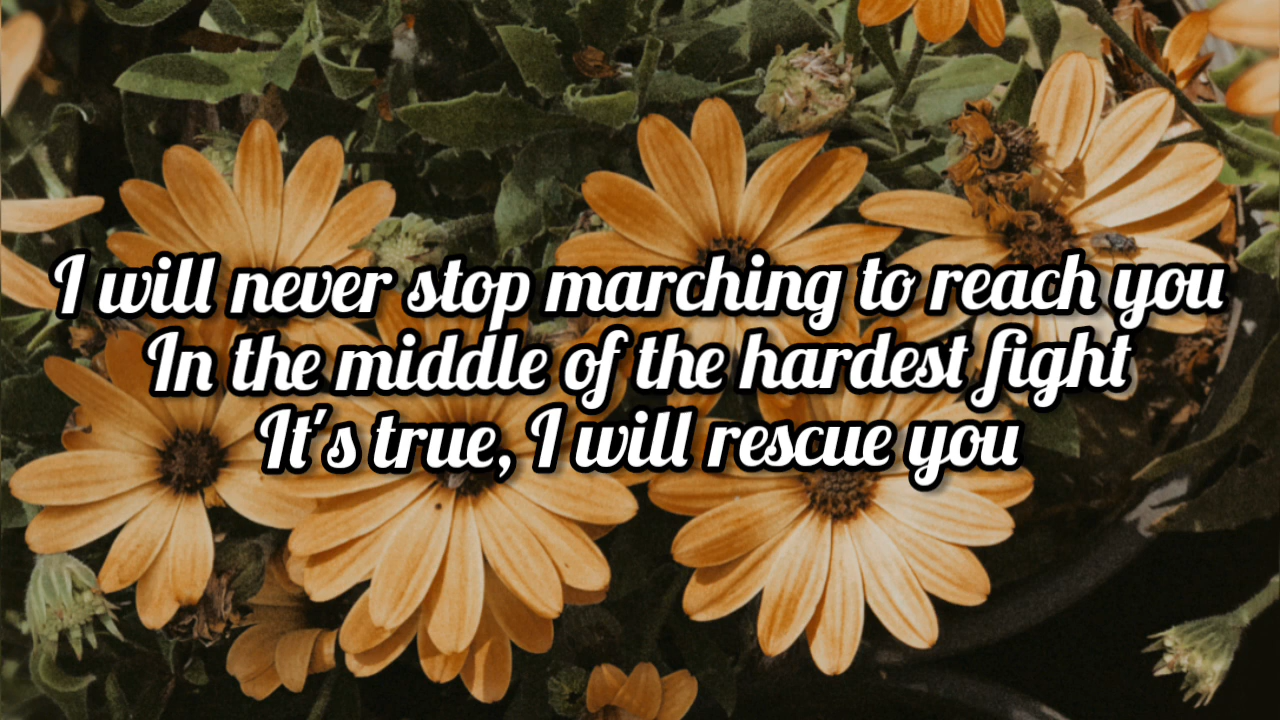 I will never stop marching to reach you
In the middle of the hardest fight
It's true, I will rescue you